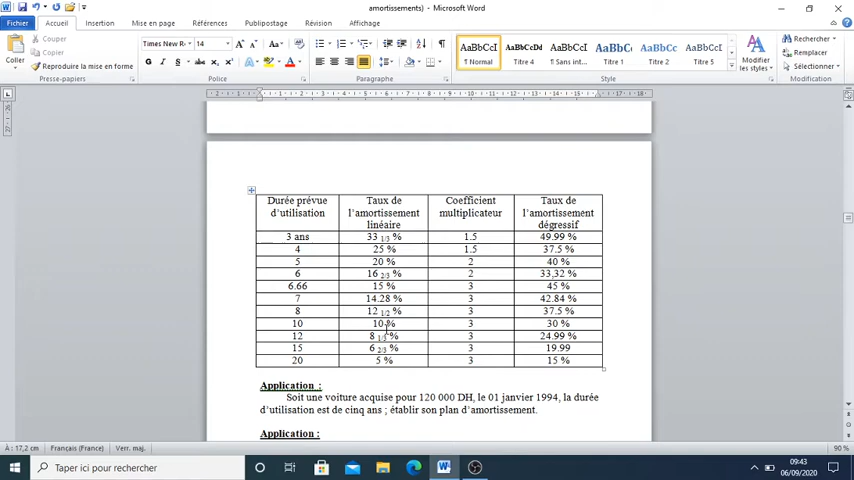 amortissements) - Microsoft Word
Fichier Accueil Insertion Mise en page Références Publipostage Révision Affichage
Coller
Couper
Copier
Reproduire la mise en forme
Presse-papiers
Times New R 14
G I S abc
Police
Paragraphe
AaBbCcI AaBbCcDd AaBbCcI AaBbC AaBbCc AaBbCcI
¶ Normal Titre 4 ¶ Sans int... Titre 1 Titre 2 Titre 5
Style
Modifier les styles
Rechercher
Remplacer
Sélectionner
Modification
Durée prévue d'utilisation Taux de l'amortissement linéaire Coefficient multiplicateur Taux de l'amortissement dégressif
3 ans 33 1/3 % 1.5 49.99 %
4 25 % 1.5 37.5 %
5 20 % 2 40 %
6 16 2/3 % 2 33,32 %
6.66 15 % 3 45 %
7 14.28 % 3 42.84 %
8 12 1/2 % 3 37.5 %
10 10 % 3 30 %
12 8 1/3 % 3 24.99 %
15 6 2/3 % 3 19.99
20 5 % 3 15 %
Application :
Soit une voiture acquise pour 120 000 DH, le 01 janvier 1994, la durée
d'utilisation est de cinq ans ; établir son plan d'amortissement.
Application :
À : 17,2 cm Français (France) Verr. maj. 90 %
Taper ici pour rechercher
09:43
06/09/2020